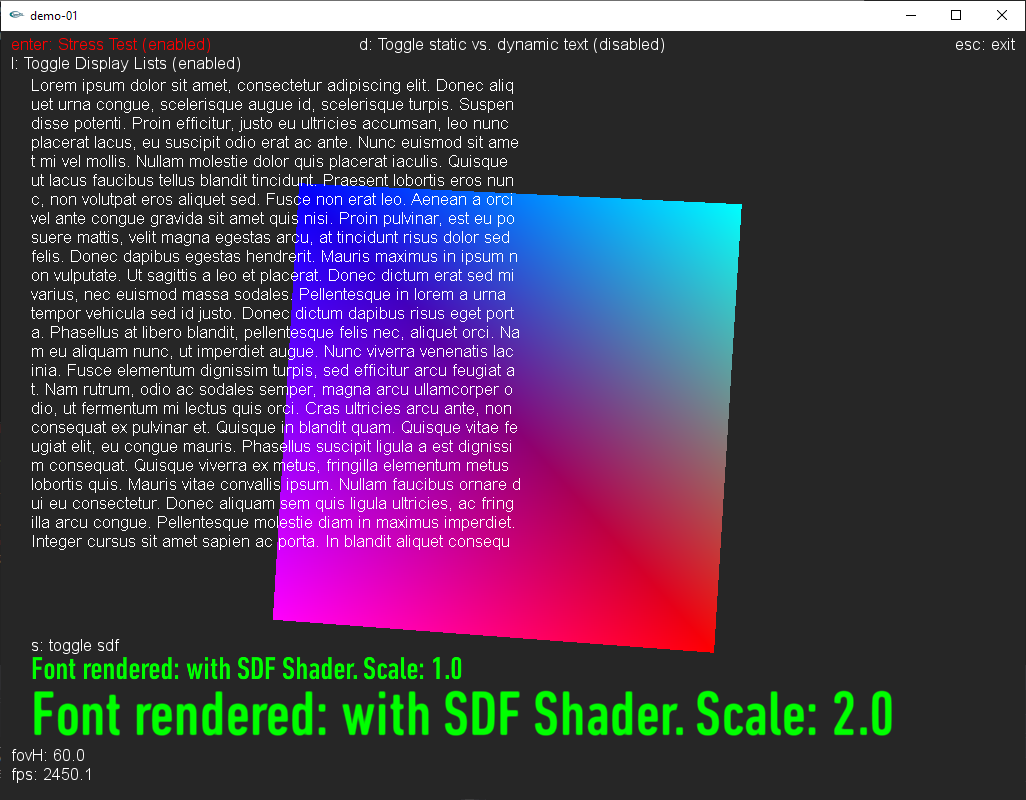 demo-01
enter: Stress Test (enabled) d: Toggle static vs. dynamic text (disabled) esc: exit
l: Toggle Display Lists (enabled)
Lorem ipsum dolor sit amet, consectetur adipiscing elit. Donec aliq
uet urna congue, scelerisque augue id, scelerisque turpis. Suspen
disse potenti. Proin efficitur, justo eu ultricies accumsan, leo nunc
placerat lacus, eu suscipit odio erat ac ante. Nunc euismod sit ame
t mi vel mollis. Nullam molestie dolor quis placerat iaculis. Quisque
ut lacus faucibus tellus blandit tincidunt. Praesent lobortis eros nun
c, non volutpat eros aliquet sed. Fusce non erat leo. Aenean a orci
vel ante congue gravida sit amet quis nisi. Proin pulvinar, est eu po
suere mattis, velit magna egestas arcu, at tincidunt risus dolor sed
felis. Donec dapibus egestas hendrerit. Mauris maximus in ipsum n
on vulputate. Ut sagittis a leo et placerat. Donec dictum erat sed mi
varius, nec euismod massa sodales. Pellentesque in lorem a urna
tempor vehicula sed id justo. Donec dictum dapibus risus eget port
a. Phasellus at libero blandit, pellentesque felis nec, aliquet orci. Na
m eu aliquam nunc, ut imperdiet augue. Nunc viverra venenatis lac
inia. Fusce elementum dignissim turpis, sed efficitur arcu feugiat a
t. Nam rutrum, odio ac sodales semper, magna arcu ullamcorper o
dio, ut fermentum mi lectus quis orci. Cras ultricies arcu ante, non
consequat ex pulvinar et. Quisque in blandit quam. Quisque vitae fe
ugiat elit, eu congue mauris. Phasellus suscipit ligula a est dignissi
m consequat. Quisque viverra ex metus, fringilla elementum metus
lobortis quis. Mauris vitae convallis ipsum. Nullam faucibus ornare d
ui eu consectetur. Donec aliquam sem quis ligula ultricies, ac fring
illa arcu congue. Pellentesque molestie diam in maximus imperdiet.
Integer cursus sit amet sapien ac porta. In blandit aliquet consequ
s: toggle sdf
Font rendered: with SDF Shader. Scale: 1.0
Font rendered: with SDF Shader. Scale: 2.0
fovH: 60.0
fps: 2450.1